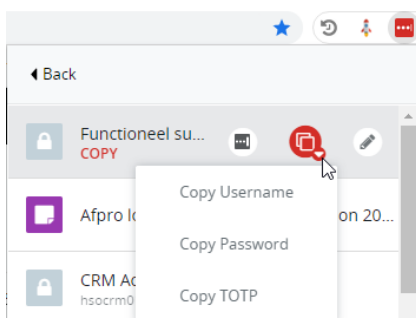 Back
Functioneel su...
COPY
Copy Username
Afpro lo on 20...
Copy Password
CRM Ac
hsocrm0
Copy TOTP